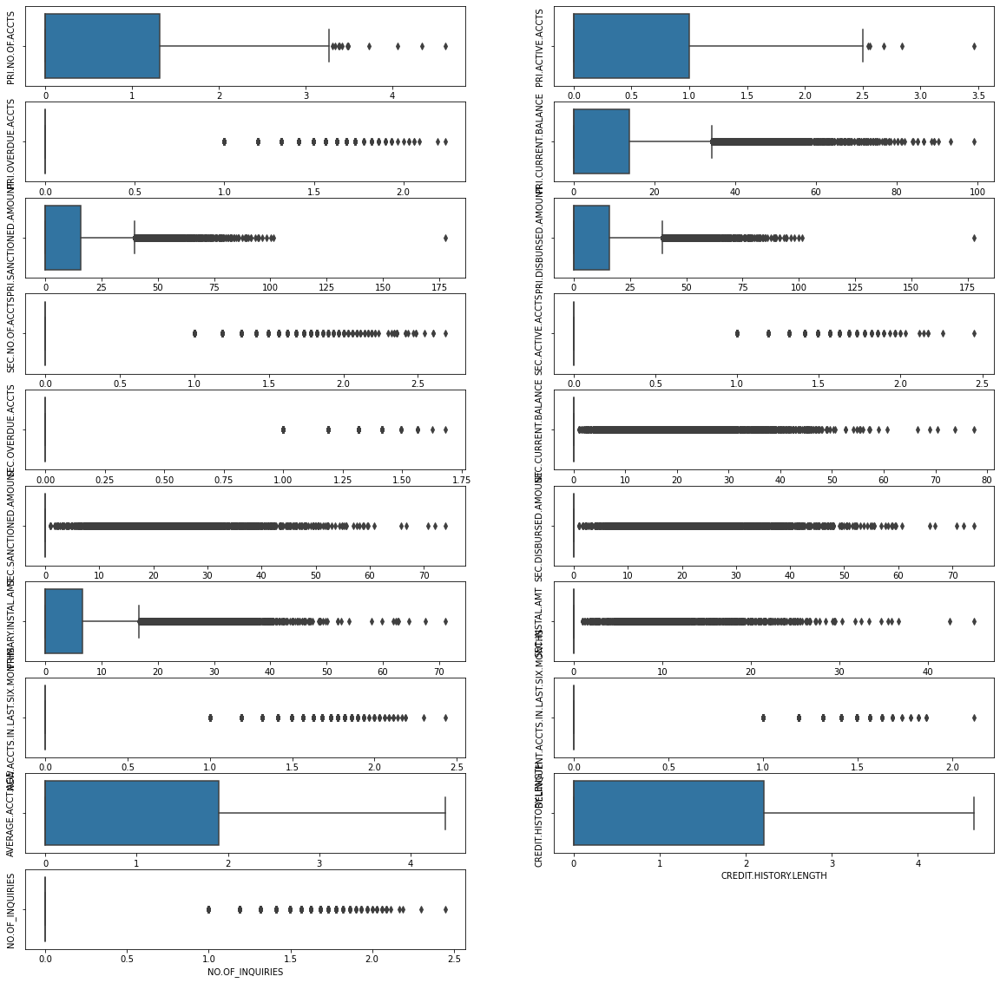 PRI.NO.OF.ACCTS
0 1 2 3 4
PRI.ACTIVE.ACCTS
0.0 0.5 1.0 1.5 2.0 2.5 3.0 3.5
PRI.OVERDUE.ACCTS
0.0 0.5 1.0 1.5 2.0
PRI.CURRENT.BALANCE
0 20 40 60 80 100
PRI.SANCTIONED.AMOUNT
0 25 50 75 100 125 150 175
PRI.DISBURSED.AMOUNT
0 25 50 75 100 125 150 175
SEC.NO.OF.ACCTS
0.0 0.5 1.0 1.5 2.0 2.5
SEC.ACTIVE.ACCTS
0.0 0.5 1.0 1.5 2.0 2.5
SEC.OVERDUE.ACCTS
0.00 0.25 0.50 0.75 1.00 1.25 1.50 1.75
SEC.CURRENT.BALANCE
0 10 20 30 40 50 60 70 80
SEC.SANCTIONED.AMOUNT
0 10 20 30 40 50 60 70
SEC.DISBURSED.AMOUNT
0 10 20 30 40 50 60 70
PRIMARY.INSTAL.AMT
0 10 20 30 40 50 60 70
SEC.INSTAL.AMT
0 10 20 30 40
NEW.ACCTS.IN.LAST.SIX.MONTHS
0.0 0.5 1.0 1.5 2.0 2.5
DELINQUENT.ACCTS.IN.LAST.SIX.MONTHS
0.0 0.5 1.0 1.5 2.0
AVERAGE.ACCT.AGE
0 1 2 3 4
CREDIT.HISTORY.LENGTH
0 1 2 3 4
CREDIT.HISTORY.LENGTH
NO.OF_INQUIRIES
0.0 0.5 1.0 1.5 2.0 2.5
NO.OF_INQUIRIES